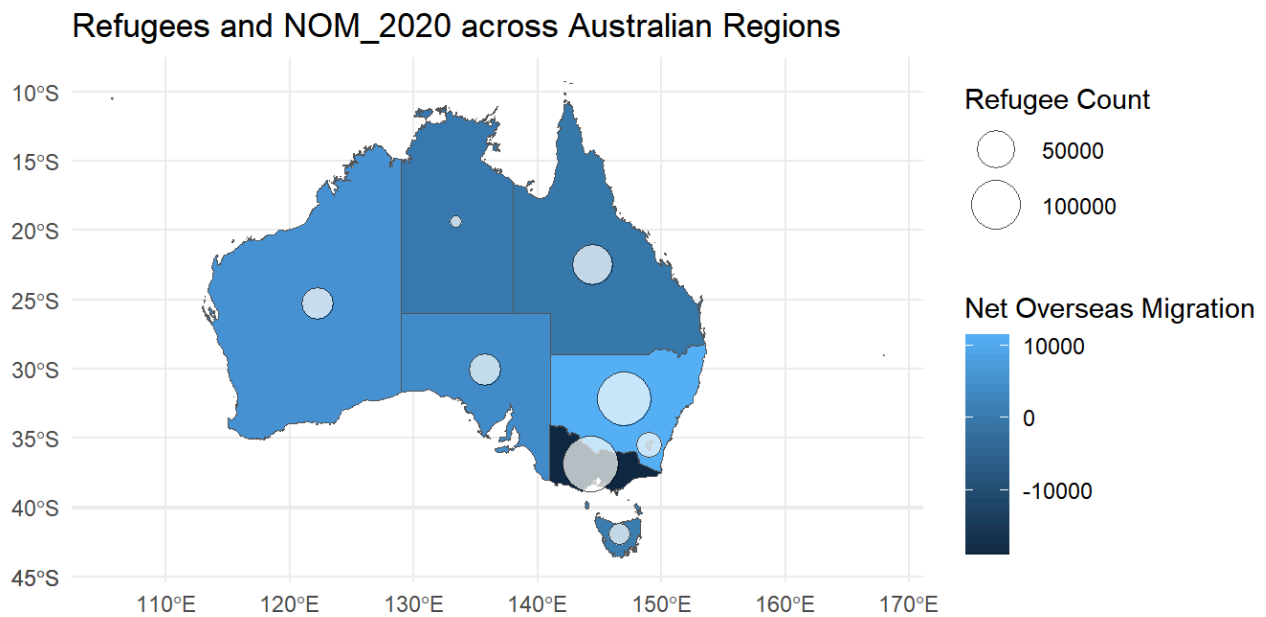 Refugees and NOM_2020 across Australian Regions
10°S
15°S
20°S
25°S
30°S
35°S
40°S
45°S
110°E 120°E 130°E 140°E 150°E 160°E 170°E
Refugee Count
50000
100000
Net Overseas Migration
10000
0
-10000